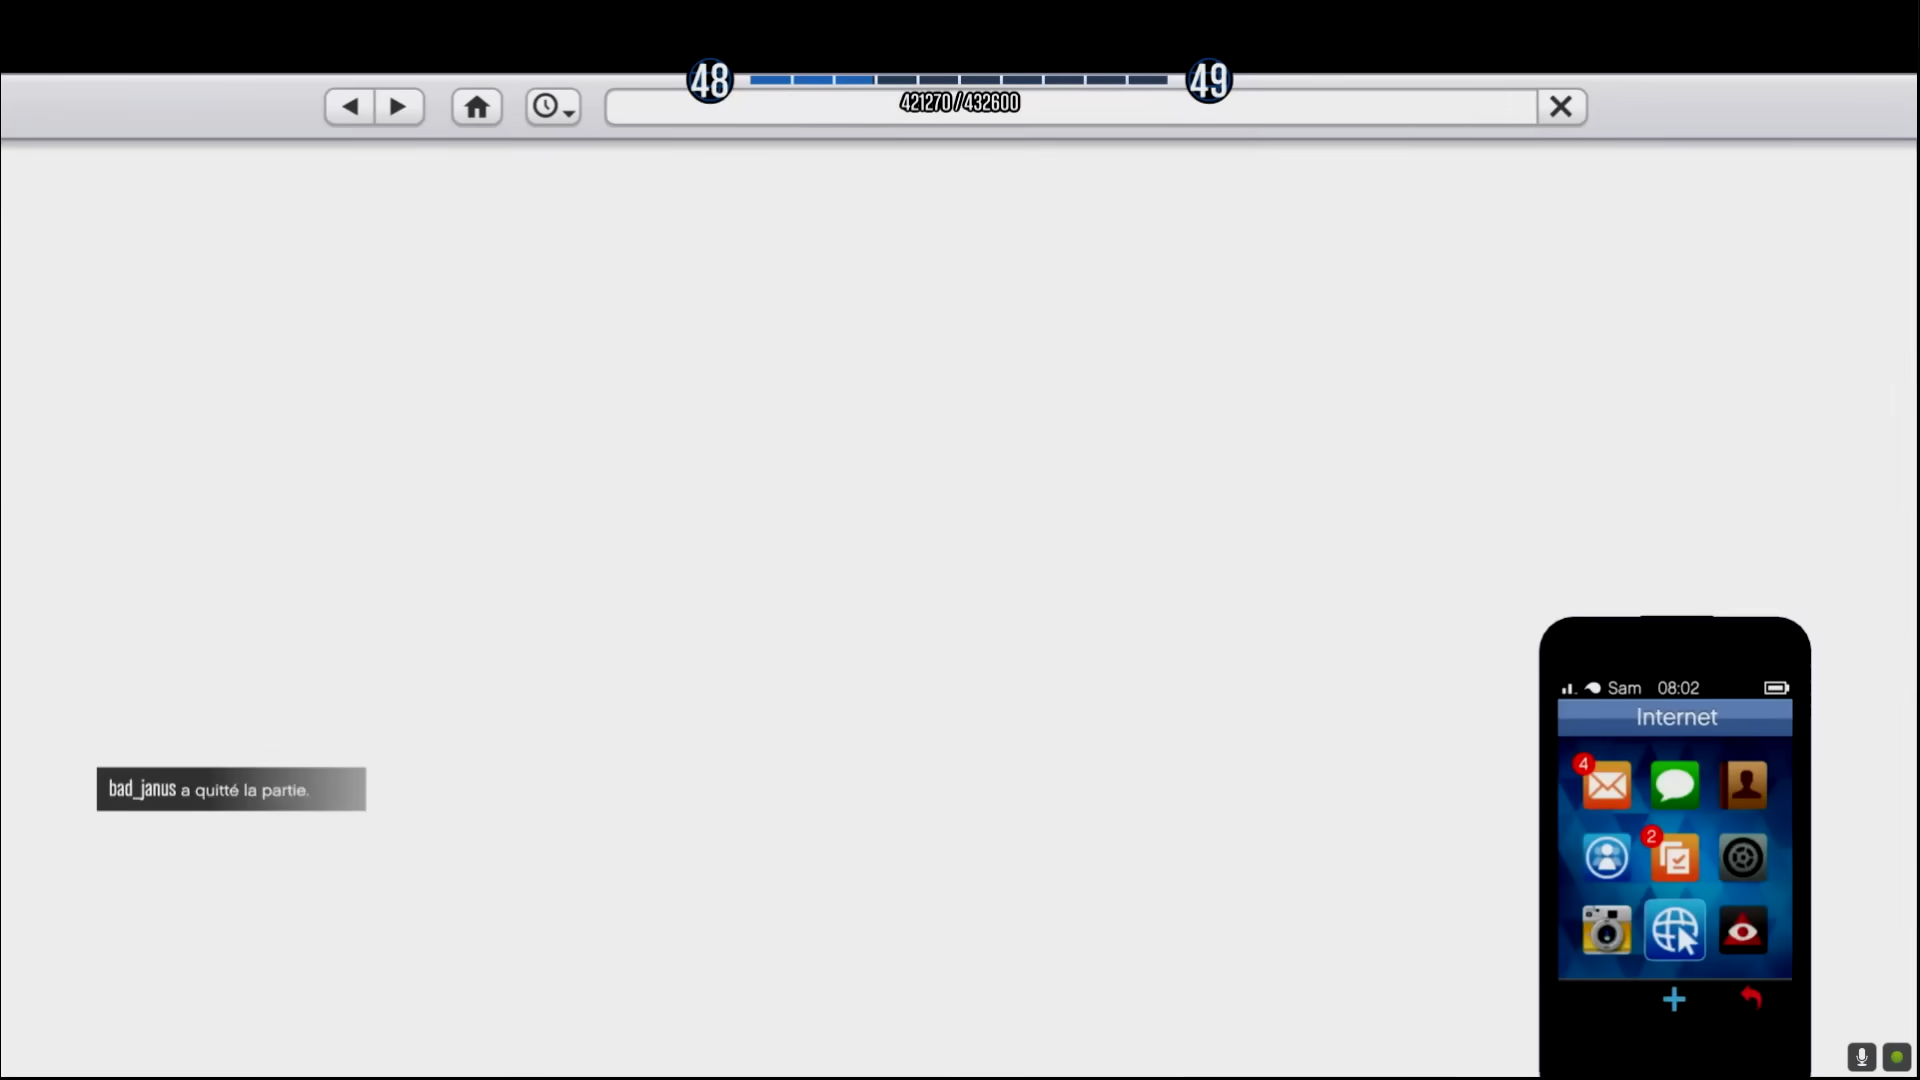 48
49
421270 / 432600
Sam 08:02
Internet
4
2
bad_janus a quitté la partie.